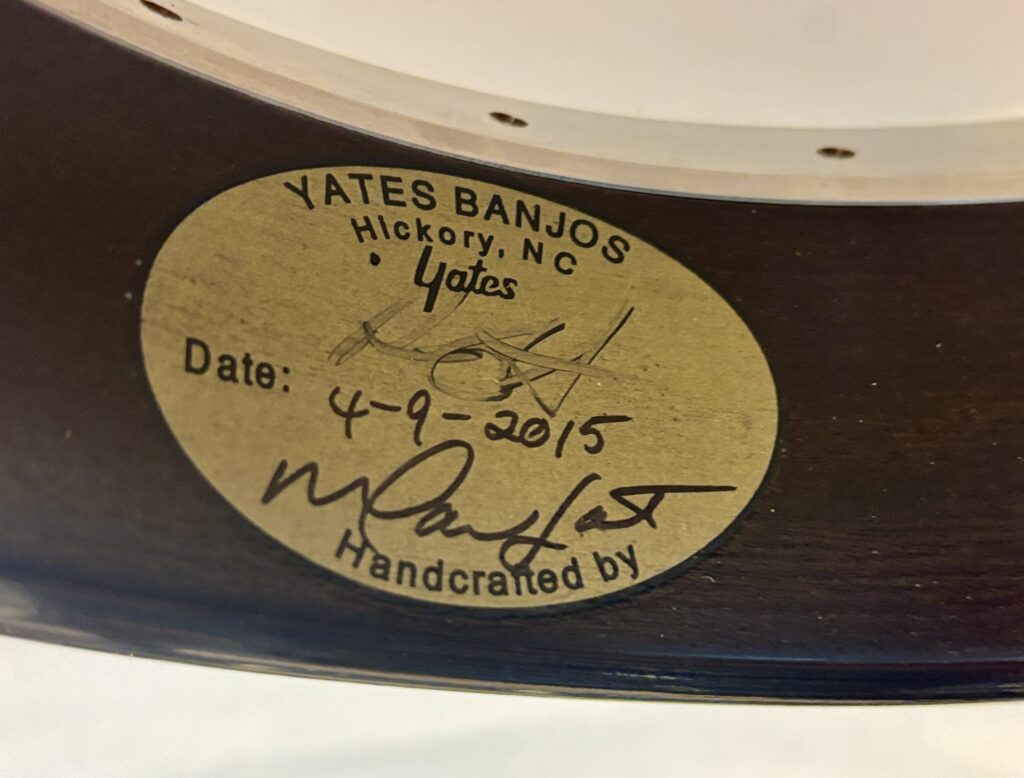 YATES BANJOS
Hickory, NC
Yates
Date: 4-9-2015
Handcrafted by